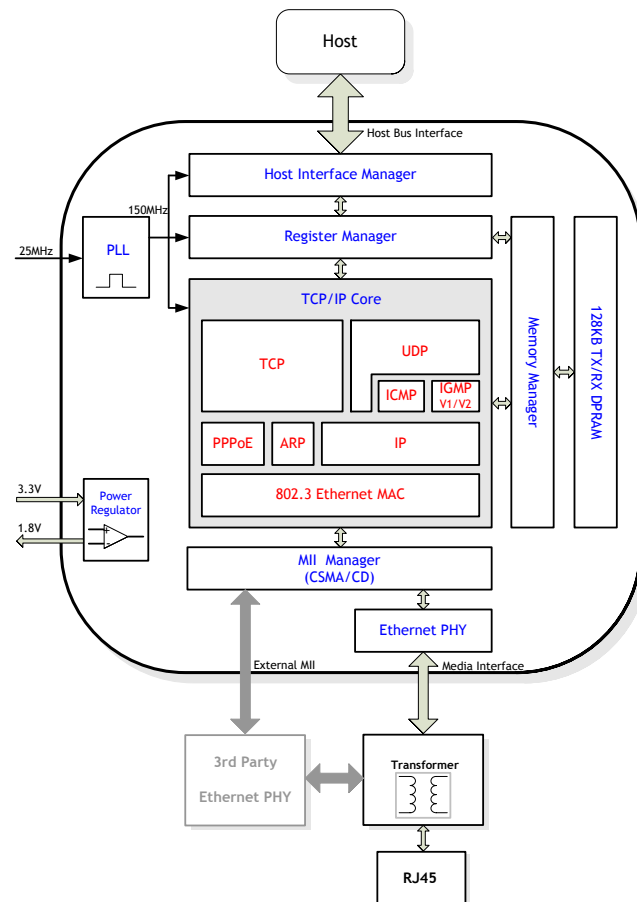 Host
Host Bus Interface
Host Interface Manager
150MHz
Register Manager
25MHz
PLL
TCP/IP Core
TCP
UDP
ICMP
IGMP
V1/V2
PPPoE
ARP
IP
802.3 Ethernet MAC
Memory Manager
128KB TX/RX DPRAM
3.3V
1.8V
Power
Regulator
MII Manager
(CSMA/CD)
Ethernet PHY
External MII
Media Interface
3rd Party
Ethernet PHY
Transformer
RJ45